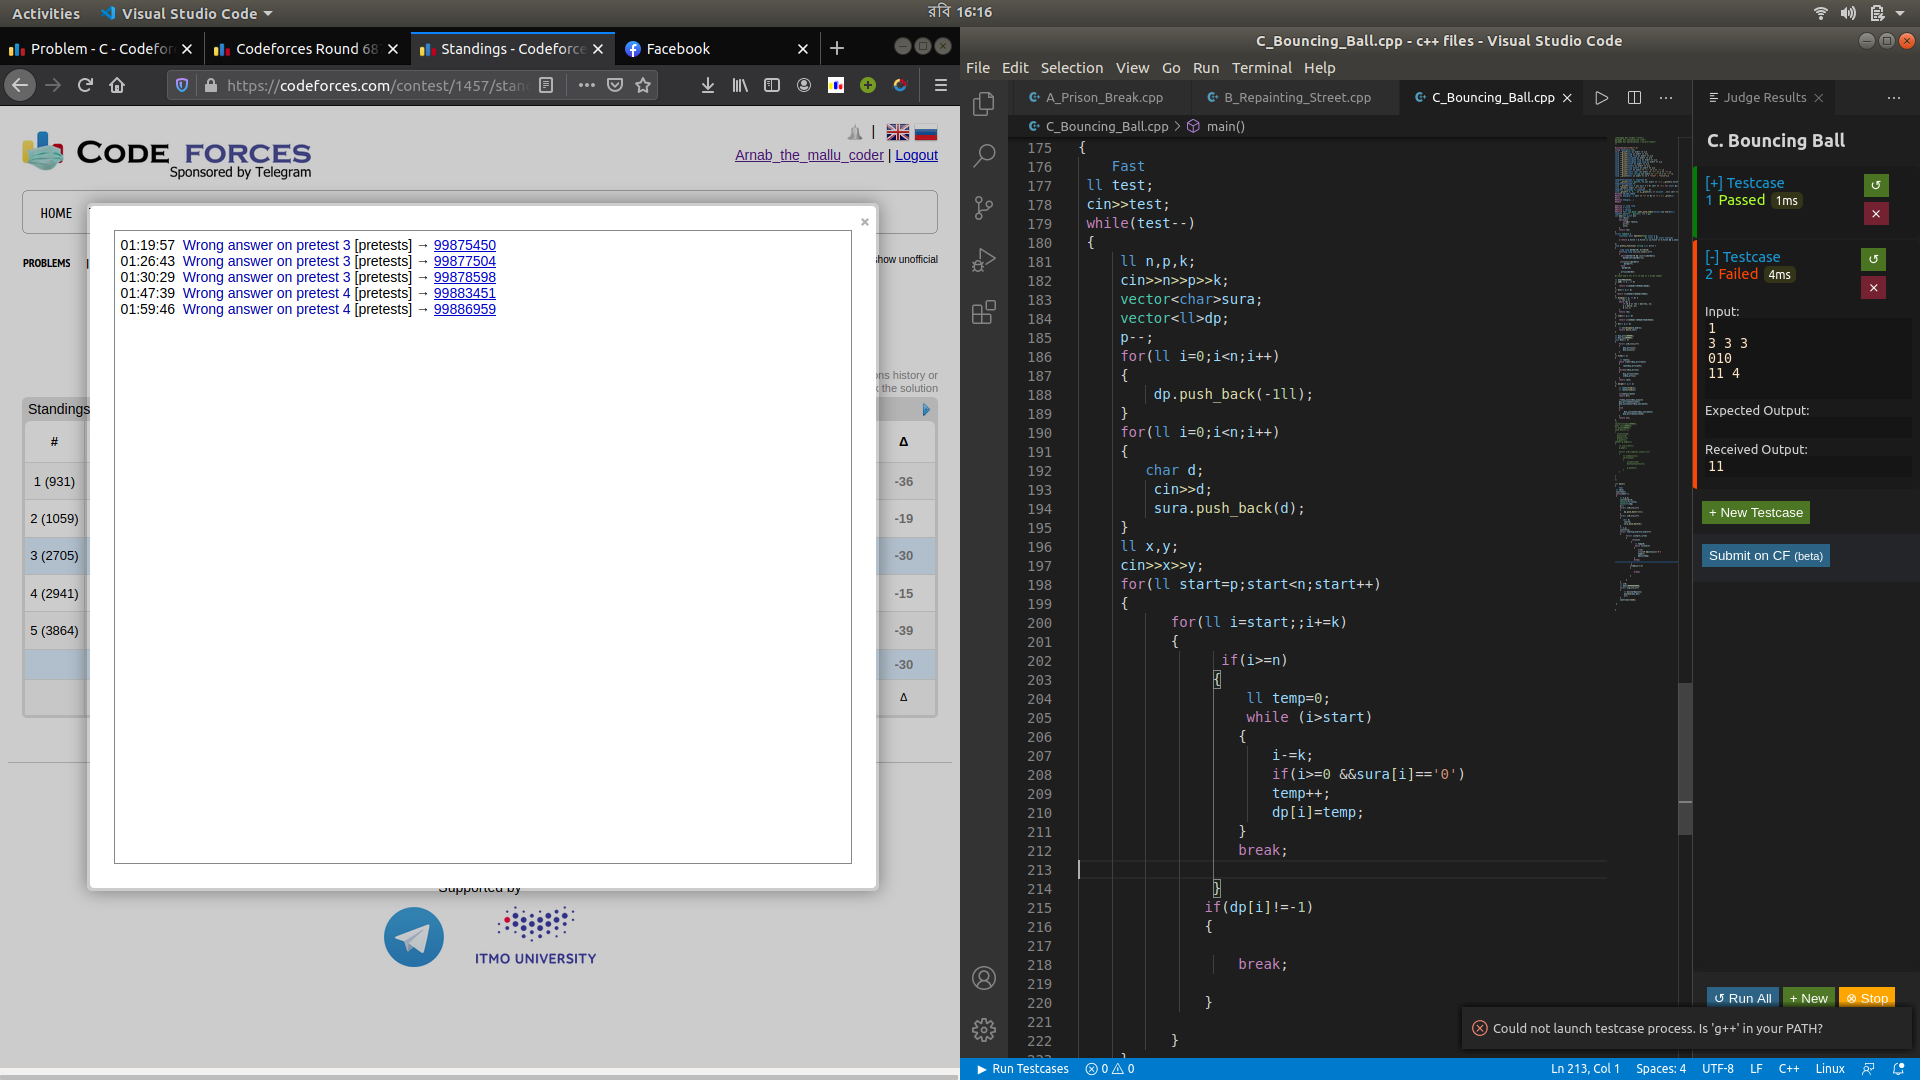 Activities
Visual Studio Code
রবি 16:16
Problem - C - Codeforc
Codeforces Round 68
Standings - Codeforce
Facebook
https://codeforces.com/contest/1457/stan
CODE FORCES
Sponsored by Telegram
|
Arnab_the_mallu_coder | Logout
HOME
PROBLEMS
show unofficial
01:19:57 Wrong answer on pretest 3 [pretests] → 99875450
01:26:43 Wrong answer on pretest 3 [pretests] → 99877504
01:30:29 Wrong answer on pretest 3 [pretests] → 99878598
01:47:39 Wrong answer on pretest 4 [pretests] → 99883451
01:59:46 Wrong answer on pretest 4 [pretests] → 99886959
ons history or
the solution
Standings
# Δ
1 (931) -36
2 (1059) -19
3 (2705) -30
4 (2941) -15
5 (3864) -39
-30
Δ
Supported by
ITMO UNIVERSITY
C_Bouncing_Ball.cpp - c++ files - Visual Studio Code
File Edit Selection View Go Run Terminal Help
A_Prison_Break.cpp
B_Repainting_Street.cpp
C_Bouncing_Ball.cpp
C_Bouncing_Ball.cpp > main()
175 {
176 Fast
177 ll test;
178 cin>>test;
179 while(test--)
180 {
181 ll n,p,k;
182 cin>>n>>p>>k;
183 vector<char>sura;
184 vector<ll>dp;
185 p--;
186 for(ll i=0;i<n;i++)
187 {
188 dp.push_back(-1ll);
189 }
190 for(ll i=0;i<n;i++)
191 {
192 char d;
193 cin>>d;
194 sura.push_back(d);
195 }
196 ll x,y;
197 cin>>x>>y;
198 for(ll start=p;start<n;start++)
199 {
200 for(ll i=start;;i+=k)
201 {
202 if(i>=n)
203 {
204 ll temp=0;
205 while (i>start)
206 {
207 i-=k;
208 if(i>=0 &&sura[i]=='0')
209 temp++;
210 dp[i]=temp;
211 }
212 break;
213
214 }
215 if(dp[i]!=-1)
216 {
217
218 break;
219
220 }
221
222 }
Judge Results
C. Bouncing Ball
[+] Testcase
1 Passed 1ms
[-] Testcase
2 Failed 4ms
Input:
1
3 3 3
010
11 4
Expected Output:
Received Output:
11
+ New Testcase
Submit on CF (beta)
Run All + New Stop
Could not launch testcase process. Is 'g++' in your PATH?
Run Testcases 0 0
Ln 213, Col 1 Spaces: 4 UTF-8 LF C++ Linux